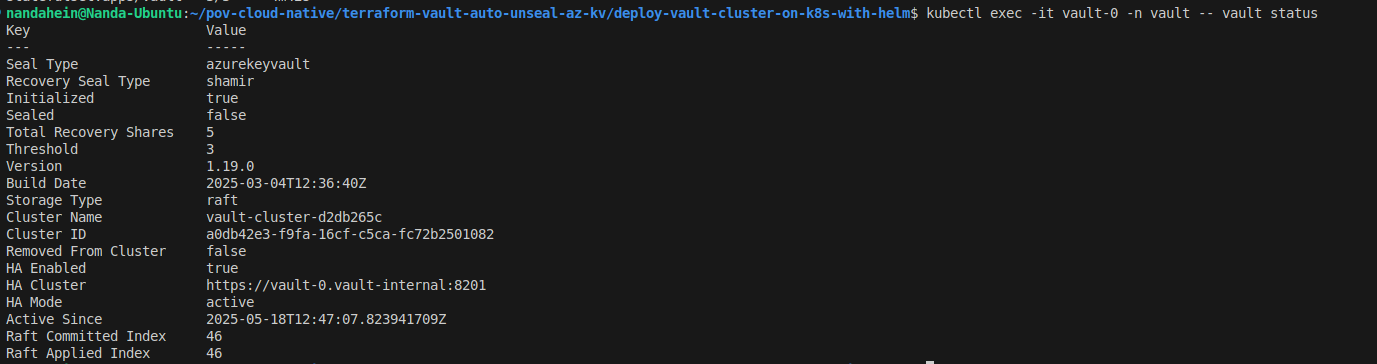 nandahein@Nanda-Ubuntu:~/pov-cloud-native/terraform-vault-auto-unseal-az-kv/deploy-vault-cluster-on-k8s-with-helm$ kubectl exec -it vault-0 -n vault -- vault status
Key                      Value
---                      -----
Seal Type                azurekeyvault
Recovery Seal Type       shamir
Initialized              true
Sealed                   false
Total Recovery Shares    5
Threshold                3
Version                  1.19.0
Build Date               2025-03-04T12:36:40Z
Storage Type             raft
Cluster Name             vault-cluster-d2db265c
Cluster ID               a0db42e3-f9fa-16cf-c5ca-fc72b2501082
Removed From Cluster     false
HA Enabled               true
HA Cluster               https://vault-0.vault-internal:8201
HA Mode                  active
Active Since             2025-05-18T12:47:07.823941709Z
Raft Committed Index     46
Raft Applied Index       46